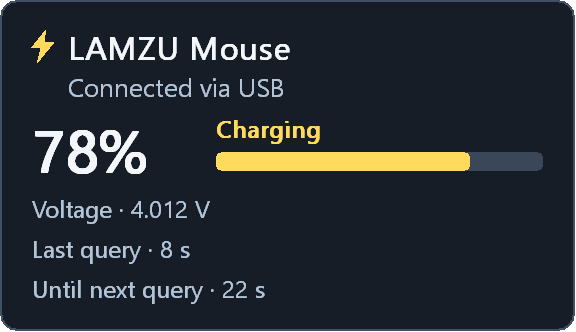 LAMZU Mouse
Connected via USB
78%
Charging
Voltage · 4.012 V
Last query · 8 s
Until next query · 22 s